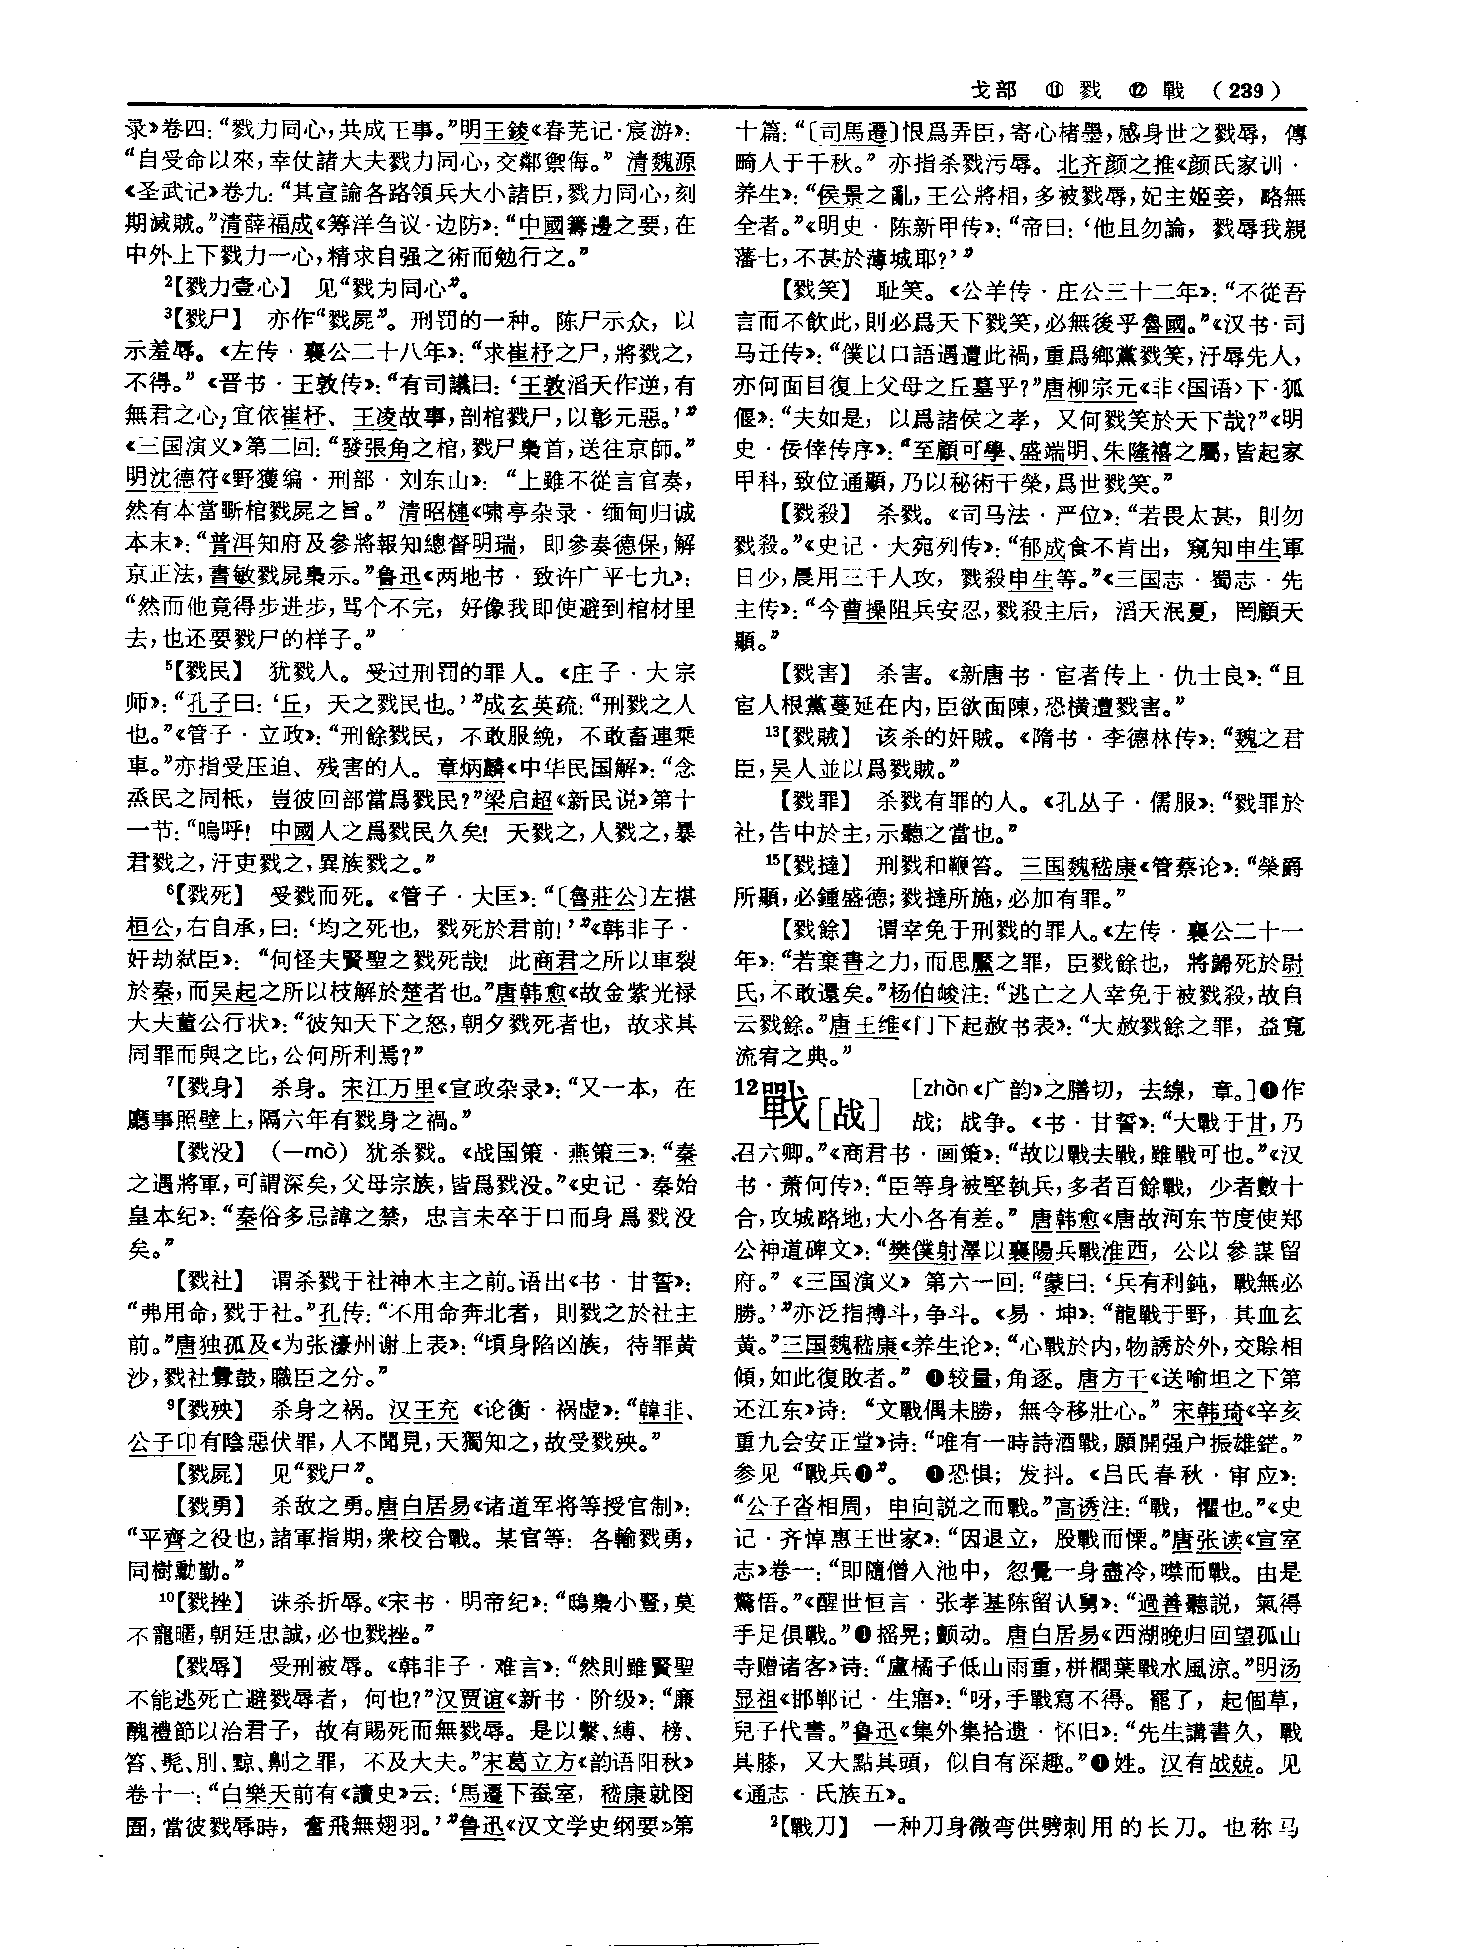 戈部　⑪ 戮　⑫ 戰　（239）
录》卷四：“戮力同心，共成王事。”明王錂《春芜记·宸游》：
“自受命以來，幸仗諸大夫戮力同心，交鄰禦侮。”　清魏源
《圣武记》卷九：“其宣諭各路領兵大小諸臣，戮力同心，刻
期滅賊。”清薛福成《筹洋刍议·边防》：“中國籌邊之要，在
中外上下戮力一心，精求自强之術而勉行之。”
²【戮力壹心】　见“戮力同心”。
³【戮尸】　亦作“戮屍”。刑罚的一种。陈尸示众，以
示羞辱。《左传·襄公二十八年》：“求崔杼之尸，將戮之，
不得。”《晋书·王敦传》：“有司議曰：‘王敦滔天作逆，有
無君之心，宜依崔杼、王凌故事，剖棺戮尸，以彰元惡。’”
《三国演义》第二回：“發張角之棺，戮尸梟首，送往京師。”
明沈德符《野獲编·刑部·刘东山》：“上雖不從言官奏，
然有本當斲棺戮屍之旨。”　清昭槤《啸亭杂录·缅甸归诚
本末》：“普洱知府及參將報知總督明瑞，即參奏德保，解
京正法，書敏戮屍梟示。”鲁迅《两地书·致许广平七九》：
“然而他竟得步进步，骂个不完，好像我即使避到棺材里
去，也还要戮尸的样子。”
⁵【戮民】　犹戮人。受过刑罚的罪人。《庄子·大宗
师》：“孔子曰：‘丘，天之戮民也。’”成玄英疏：“刑戮之人
也。”《管子·立政》：“刑餘戮民，不敢服絻，不敢畜連乘
車。”亦指受压迫、残害的人。章炳麟《中华民国解》：“念
烝民之同柢，豈彼回部當爲戮民？”梁启超《新民说》第十
一节：“嗚呼！中國人之爲戮民久矣！天戮之，人戮之，暴
君戮之，汙吏戮之，異族戮之。”
⁶【戮死】　受戮而死。《管子·大匡》：“〔魯莊公〕左揕
桓公，右自承，曰：‘均之死也，戮死於君前！’”《韩非子·
奸劫弑臣》：“何怪夫賢聖之戮死哉！此商君之所以車裂
於秦，而吴起之所以枝解於楚者也。”唐韩愈《故金紫光禄
大夫董公行状》：“彼知天下之怒，朝夕戮死者也，故求其
同罪而與之比，公何所利焉？”
⁷【戮身】　杀身。宋江万里《宣政杂录》：“又一本，在
廳事照壁上，隔六年有戮身之禍。”
【戮没】　（—mò）犹杀戮。《战国策·燕策三》：“秦
之遇將軍，可謂深矣，父母宗族，皆爲戮没。”《史记·秦始
皇本纪》：“秦俗多忌諱之禁，忠言未卒于口而身爲戮没
矣。”
【戮社】　谓杀戮于社神木主之前。语出《书·甘誓》：
“弗用命，戮于社。”孔传：“不用命奔北者，則戮之於社主
前。”唐独孤及《为张濠州谢上表》：“頃身陷凶族，待罪黄
沙，戮社釁鼓，職臣之分。”
⁹【戮殃】　杀身之祸。汉王充《论衡·祸虚》：“韓非、
公子卬有陰惡伏罪，人不聞見，天獨知之，故受戮殃。”
【戮屍】　见“戮尸”。
【戮勇】　杀敌之勇。唐白居易《诸道军将等授官制》：
“平齊之役也，諸軍指期，衆校合戰。某官等：各輸戮勇，
同樹勳勤。”
¹⁰【戮挫】　诛杀折辱。《宋书·明帝纪》：“鴟梟小豎，莫
不寵暱，朝廷忠誠，必也戮挫。”
【戮辱】　受刑被辱。《韩非子·难言》：“然則雖賢聖
不能逃死亡避戮辱者，何也？”汉贾谊《新书·阶级》：“廉
醜禮節以治君子，故有賜死而無戮辱。是以繫、縛、榜、
笞、髡、刖、黥、劓之罪，不及大夫。”宋葛立方《韵语阳秋》
卷十一：“白樂天前有《讀史》云：‘馬遷下蚕室，嵇康就囹
圄，當彼戮辱時，奮飛無翅羽。’”鲁迅《汉文学史纲要》第
十篇：“〔司馬遷〕恨爲弄臣，寄心楮墨，感身世之戮辱，傳
畸人于千秋。”亦指杀戮污辱。北齐颜之推《颜氏家训·
养生》：“侯景之亂，王公將相，多被戮辱，妃主姬妾，略無
全者。”《明史·陈新甲传》：“帝曰：‘他且勿論，戮辱我親
藩七，不甚於薄城耶？’”
【戮笑】　耻笑。《公羊传·庄公三十二年》：“不從吾
言而不飲此，則必爲天下戮笑，必無後乎魯國。”《汉书·司
马迁传》：“僕以口語遇遭此禍，重爲鄉黨戮笑，汙辱先人，
亦何面目復上父母之丘墓乎？”唐柳宗元《非〈国语〉下·狐
偃》：“夫如是，以爲諸侯之孝，又何戮笑於天下哉？”《明
史·佞倖传序》：“至顧可學、盛端明、朱隆禧之屬，皆起家
甲科，致位通顯，乃以秘術干榮，爲世戮笑。”
【戮殺】　杀戮。《司马法·严位》：“若畏太甚，則勿
戮殺。”《史记·大宛列传》：“郁成食不肯出，窺知申生軍
日少，晨用三千人攻，戮殺申生等。”《三国志·蜀志·先
主传》：“今曹操阻兵安忍，戮殺主后，滔天泯夏，罔顧天
顯。”
【戮害】　杀害。《新唐书·宦者传上·仇士良》：“且
宦人根黨蔓延在内，臣欲面陳，恐横遭戮害。”
¹³【戮賊】　该杀的奸贼。《隋书·李德林传》：“魏之君
臣，吴人並以爲戮賊。”
【戮罪】　杀戮有罪的人。《孔丛子·儒服》：“戮罪於
社，告中於主，示聽之當也。”
¹⁵【戮撻】　刑戮和鞭笞。三国魏嵇康《管蔡论》：“榮爵
所顯，必鍾盛德；戮撻所施，必加有罪。”
【戮餘】　谓幸免于刑戮的罪人。《左传·襄公二十一
年》：“若棄書之力，而思黶之罪，臣戮餘也，將歸死於尉
氏，不敢還矣。”杨伯峻注：“逃亡之人幸免于被戮殺，故自
云戮餘。”唐王维《门下起赦书表》：“大赦戮餘之罪，益寬
流宥之典。”
12戰［战］　［zhàn《广韵》之膳切，去線，章。］❶作
战；战争。《书·甘誓》：“大戰于甘，乃
召六卿。”《商君书·画策》：“故以戰去戰，雖戰可也。”《汉
书·萧何传》：“臣等身被堅執兵，多者百餘戰，少者數十
合，攻城略地，大小各有差。”唐韩愈《唐故河东节度使郑
公神道碑文》：“樊僕射澤以襄陽兵戰淮西，公以參謀留
府。”《三国演义》第六一回：“蒙曰：‘兵有利鈍，戰無必
勝。’”亦泛指搏斗，争斗。《易·坤》：“龍戰于野，其血玄
黄。”三国魏嵇康《养生论》：“心戰於内，物誘於外，交賒相
傾，如此復敗者。”❶较量，角逐。唐方干《送喻坦之下第
还江东》诗：“文戰偶未勝，無令移壯心。”宋韩琦《辛亥
重九会安正堂》诗：“唯有一時詩酒戰，願開强户振雄鋩。”
参见“戰兵❶”。❶恐惧；发抖。《吕氏春秋·审应》：
“公子沓相周，申向説之而戰。”高诱注：“戰，懼也。”《史
记·齐悼惠王世家》：“因退立，股戰而慄。”唐张读《宣室
志》卷一：“即隨僧入池中，忽覺一身盡冷，噤而戰。由是
驚悟。”《醒世恒言·张孝基陈留认舅》：“過善聽説，氣得
手足俱戰。”❶摇晃；颤动。唐白居易《西湖晚归回望孤山
寺赠诸客》诗：“盧橘子低山雨重，栟櫚葉戰水風涼。”明汤
显祖《邯郸记·生寤》：“呀，手戰寫不得。罷了，起個草，
兒子代書。”鲁迅《集外集拾遗·怀旧》：“先生講書久，戰
其膝，又大點其頭，似自有深趣。”❶姓。汉有战兢。见
《通志·氏族五》。
²【戰刀】　一种刀身微弯供劈刺用的长刀。也称马